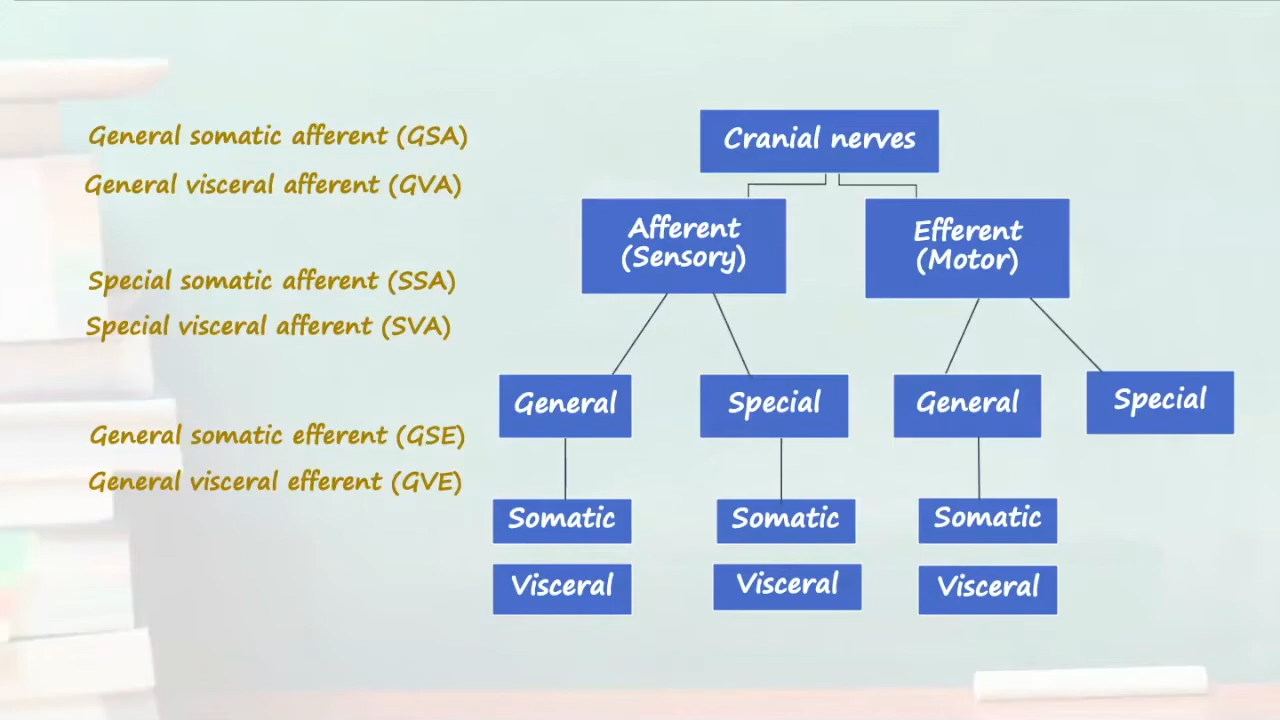 General somatic afferent (GSA)
General visceral afferent (GVA)
Special somatic afferent (SSA)
Special visceral afferent (SVA)
General somatic efferent (GSE)
General visceral efferent (GVE)
Cranial nerves
Afferent
(Sensory)
Efferent
(Motor)
General
Special
General
Special
Somatic
Somatic
Somatic
Visceral
Visceral
Visceral